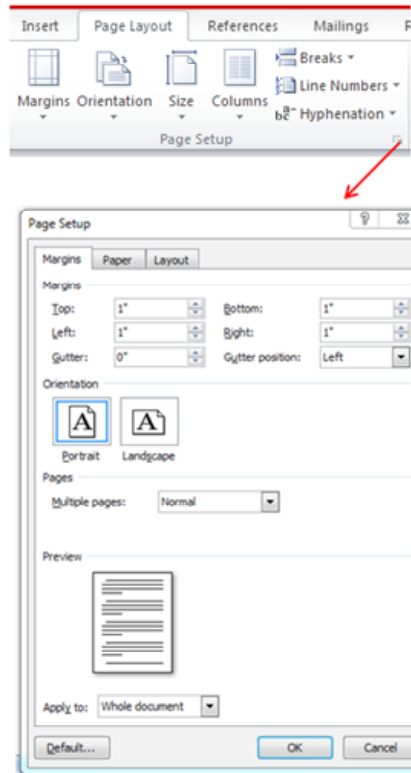 Insert Page Layout References Mailings
Margins Orientation Size Columns
Breaks
Line Numbers
bc Hyphenation
Page Setup
Page Setup
Margins Paper Layout
Margins
Top: 1" Bottom: 1"
Left: 1" Right: 1"
Gutter: 0" Gutter position: Left
Orientation
A A
Portrait Landscape
Pages
Multiple pages: Normal
Preview
Apply to: Whole document
Default... OK Cancel